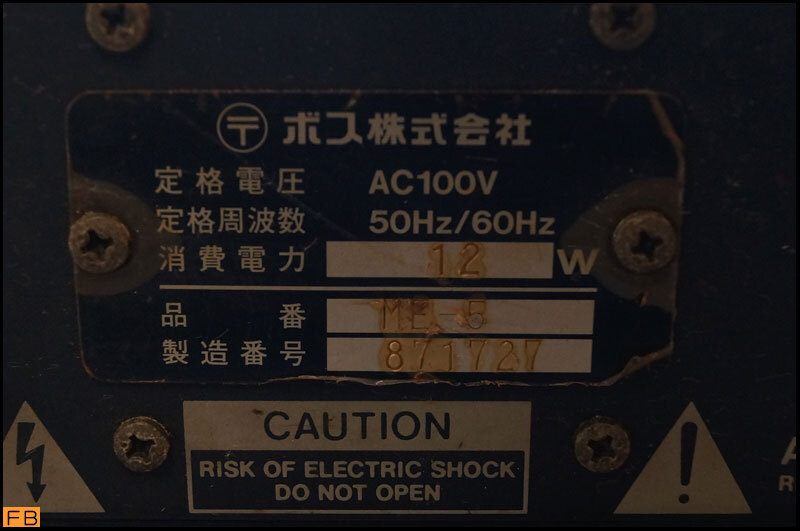 〒 ボス株式会社
定格電圧 AC100V
定格周波数 50Hz/60Hz
消費電力 12 W
品番 ME-5
製造番号 871727
CAUTION
RISK OF ELECTRIC SHOCK
DO NOT OPEN
A
R
FB